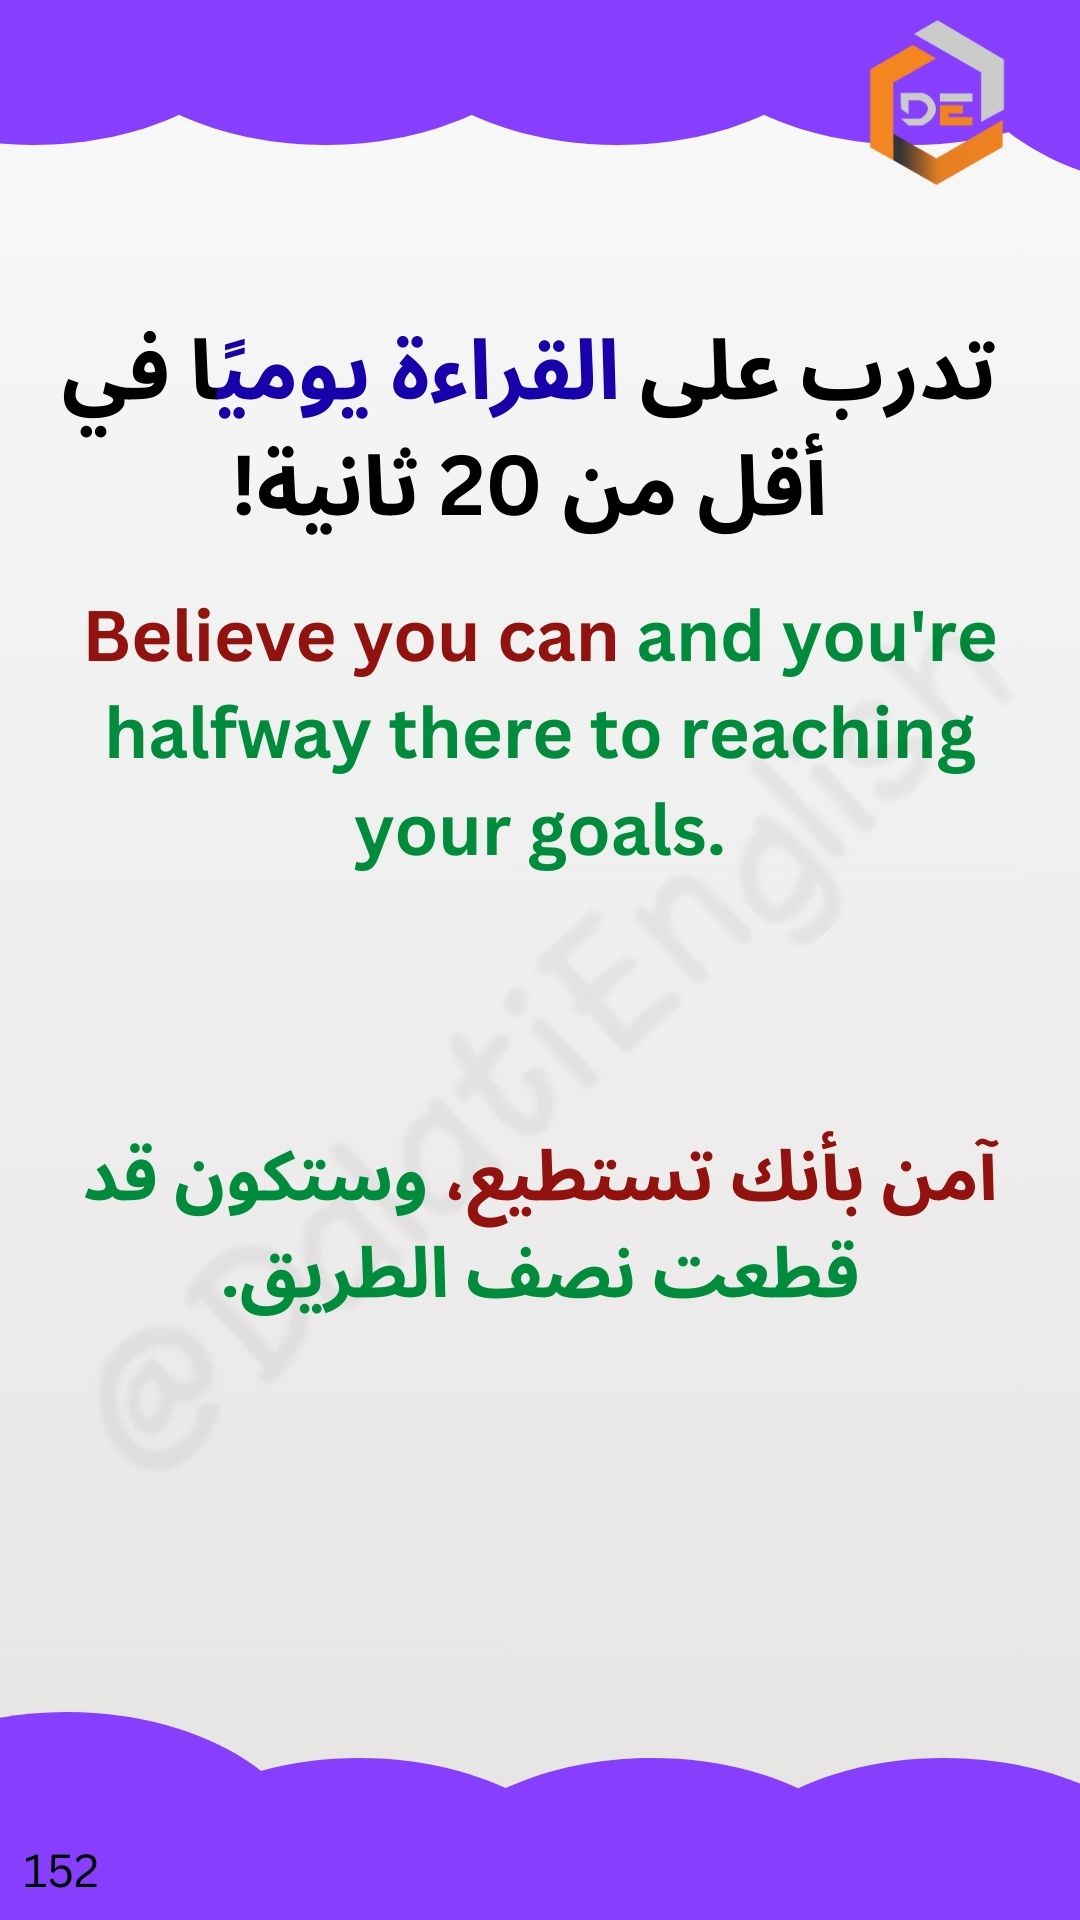 DE
تدرب على القراءة يوميًا في
أقل من 20 ثانية!
Believe you can and you're
halfway there to reaching
your goals.
@DalatiEnglish
آمن بأنك تستطيع، وستكون قد
قطعت نصف الطريق.
152